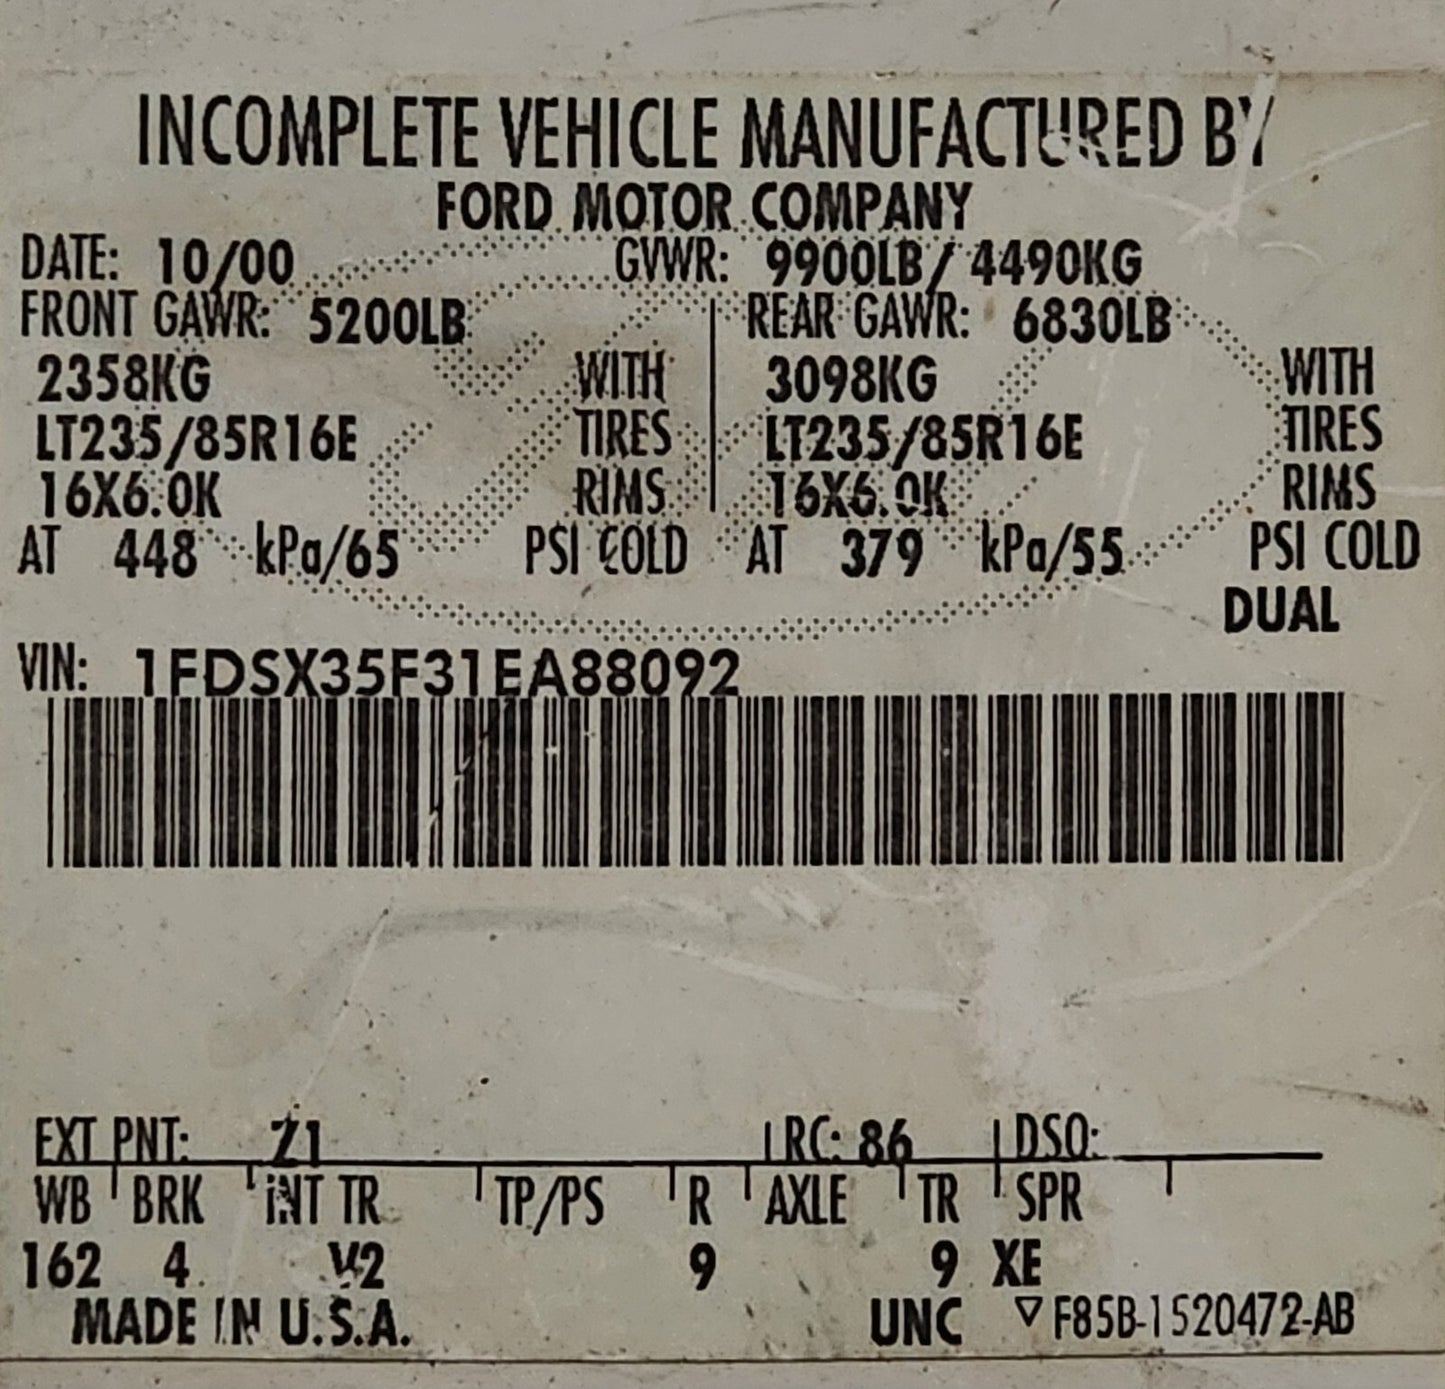 INCOMPLETE VEHICLE MANUFACTURED BY
FORD MOTOR COMPANY
DATE: 10/00 GVWR: 9900LB/ 4490KG
FRONT GAWR: 5200LB REAR GAWR: 6830LB
2358KG WITH 3098KG WITH
LT235/85R16E TIRES LT235/85R16E TIRES
16X6.0K RIMS 16X6.0K RIMS
AT 448 kPa/65 PSI COLD AT 379 kPa/55 PSI COLD
DUAL
VIN: 1FDSX35F31EA88092
EXT PNT: Z1 RC: 86 DSO:
WB BRK INT TR TP/PS R AXLE TR SPR
162 4 V2 9 9 XE
MADE IN U.S.A. UNC ▽ F85B-1520472-AB